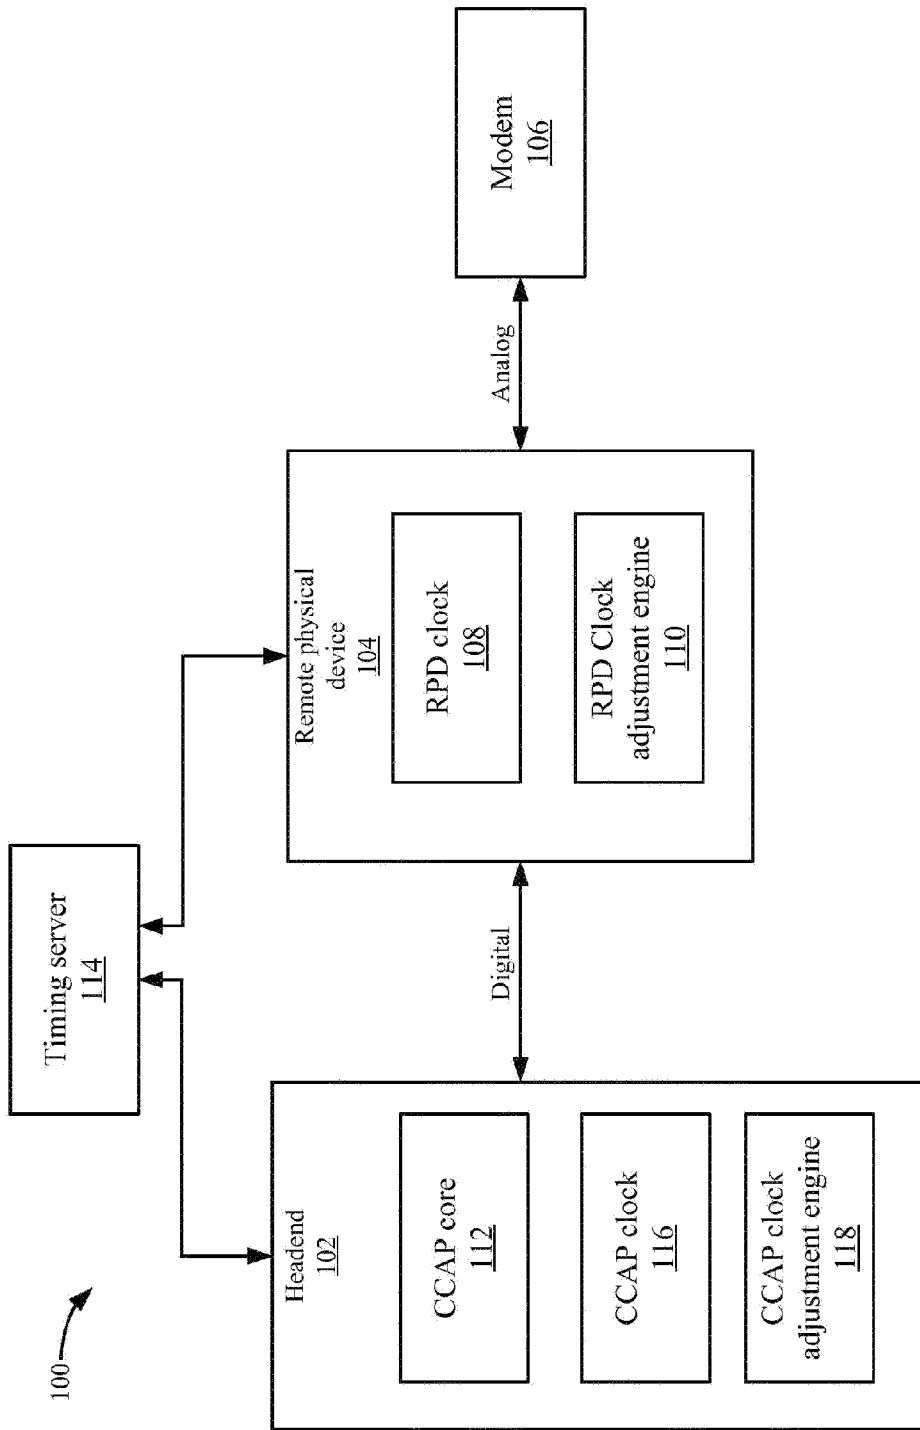 100
Timing server
114
Headend
102
CCAP core
112
CCAP clock
116
CCAP clock
adjustment engine
118
Digital
Remote physical
device
104
RPD clock
108
RPD Clock
adjustment engine
110
Analog
Modem
106